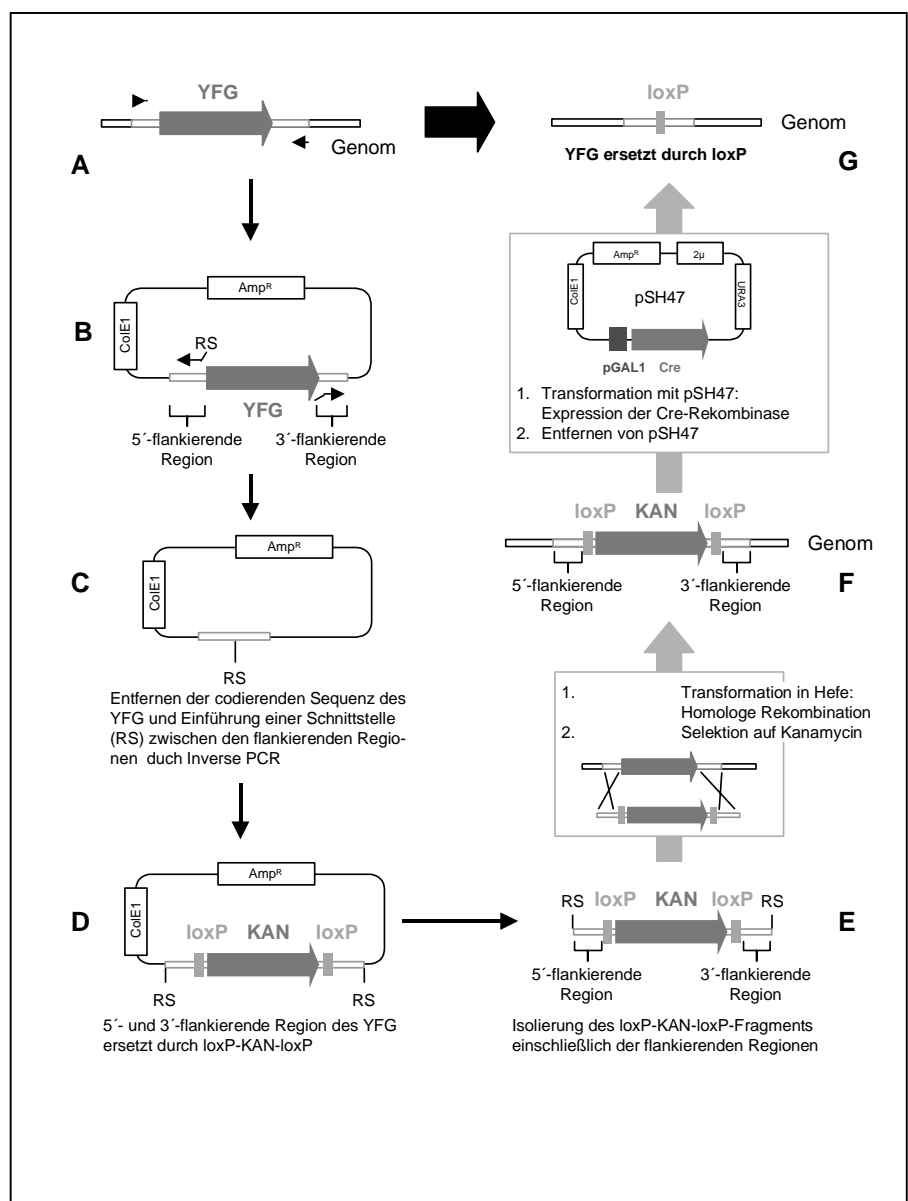 YFG
Genom
A
loxP
Genom
YFG ersetzt durch loxP
G
AmpR
ColE1
B
RS
YFG
5´-flankierende
Region
3´-flankierende
Region
AmpR
ColE1
C
RS
Entfernen der codierenden Sequenz des
YFG und Einführung einer Schnittstelle
(RS) zwischen den flankierenden Regio-
nen duch Inverse PCR
AmpR
ColE1
D
loxP KAN loxP
RS RS
5´- und 3´-flankierende Region des YFG
ersetzt durch loxP-KAN-loxP
RS loxP KAN loxP RS
E
5´-flankierende
Region
3´-flankierende
Region
Isolierung des loxP-KAN-loxP-Fragments
einschließlich der flankierenden Regionen
1. Transformation in Hefe:
Homologe Rekombination
2. Selektion auf Kanamycin
loxP KAN loxP
Genom
F
5´-flankierende
Region
3´-flankierende
Region
AmpR
2µ
ColE1
URA3
pSH47
pGAL1 Cre
1. Transformation mit pSH47:
Expression der Cre-Rekombinase
2. Entfernen von pSH47